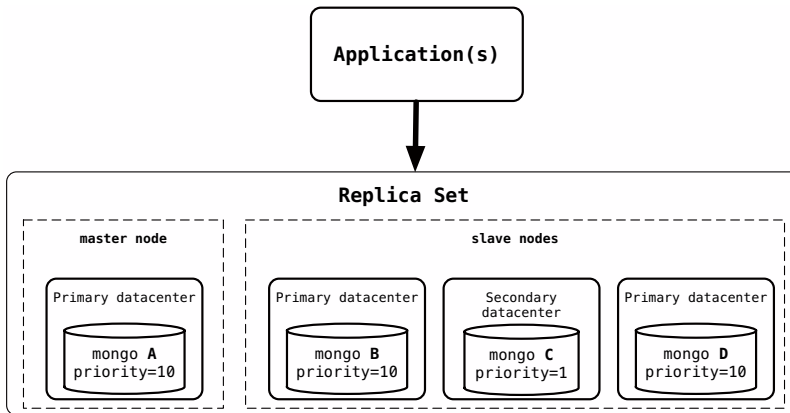 Application(s)
Replica Set
master node
slave nodes
Primary datacenter
mongo A
priority=10
Primary datacenter
mongo B
priority=10
Secondary
datacenter
mongo C
priority=1
Primary datacenter
mongo D
priority=10